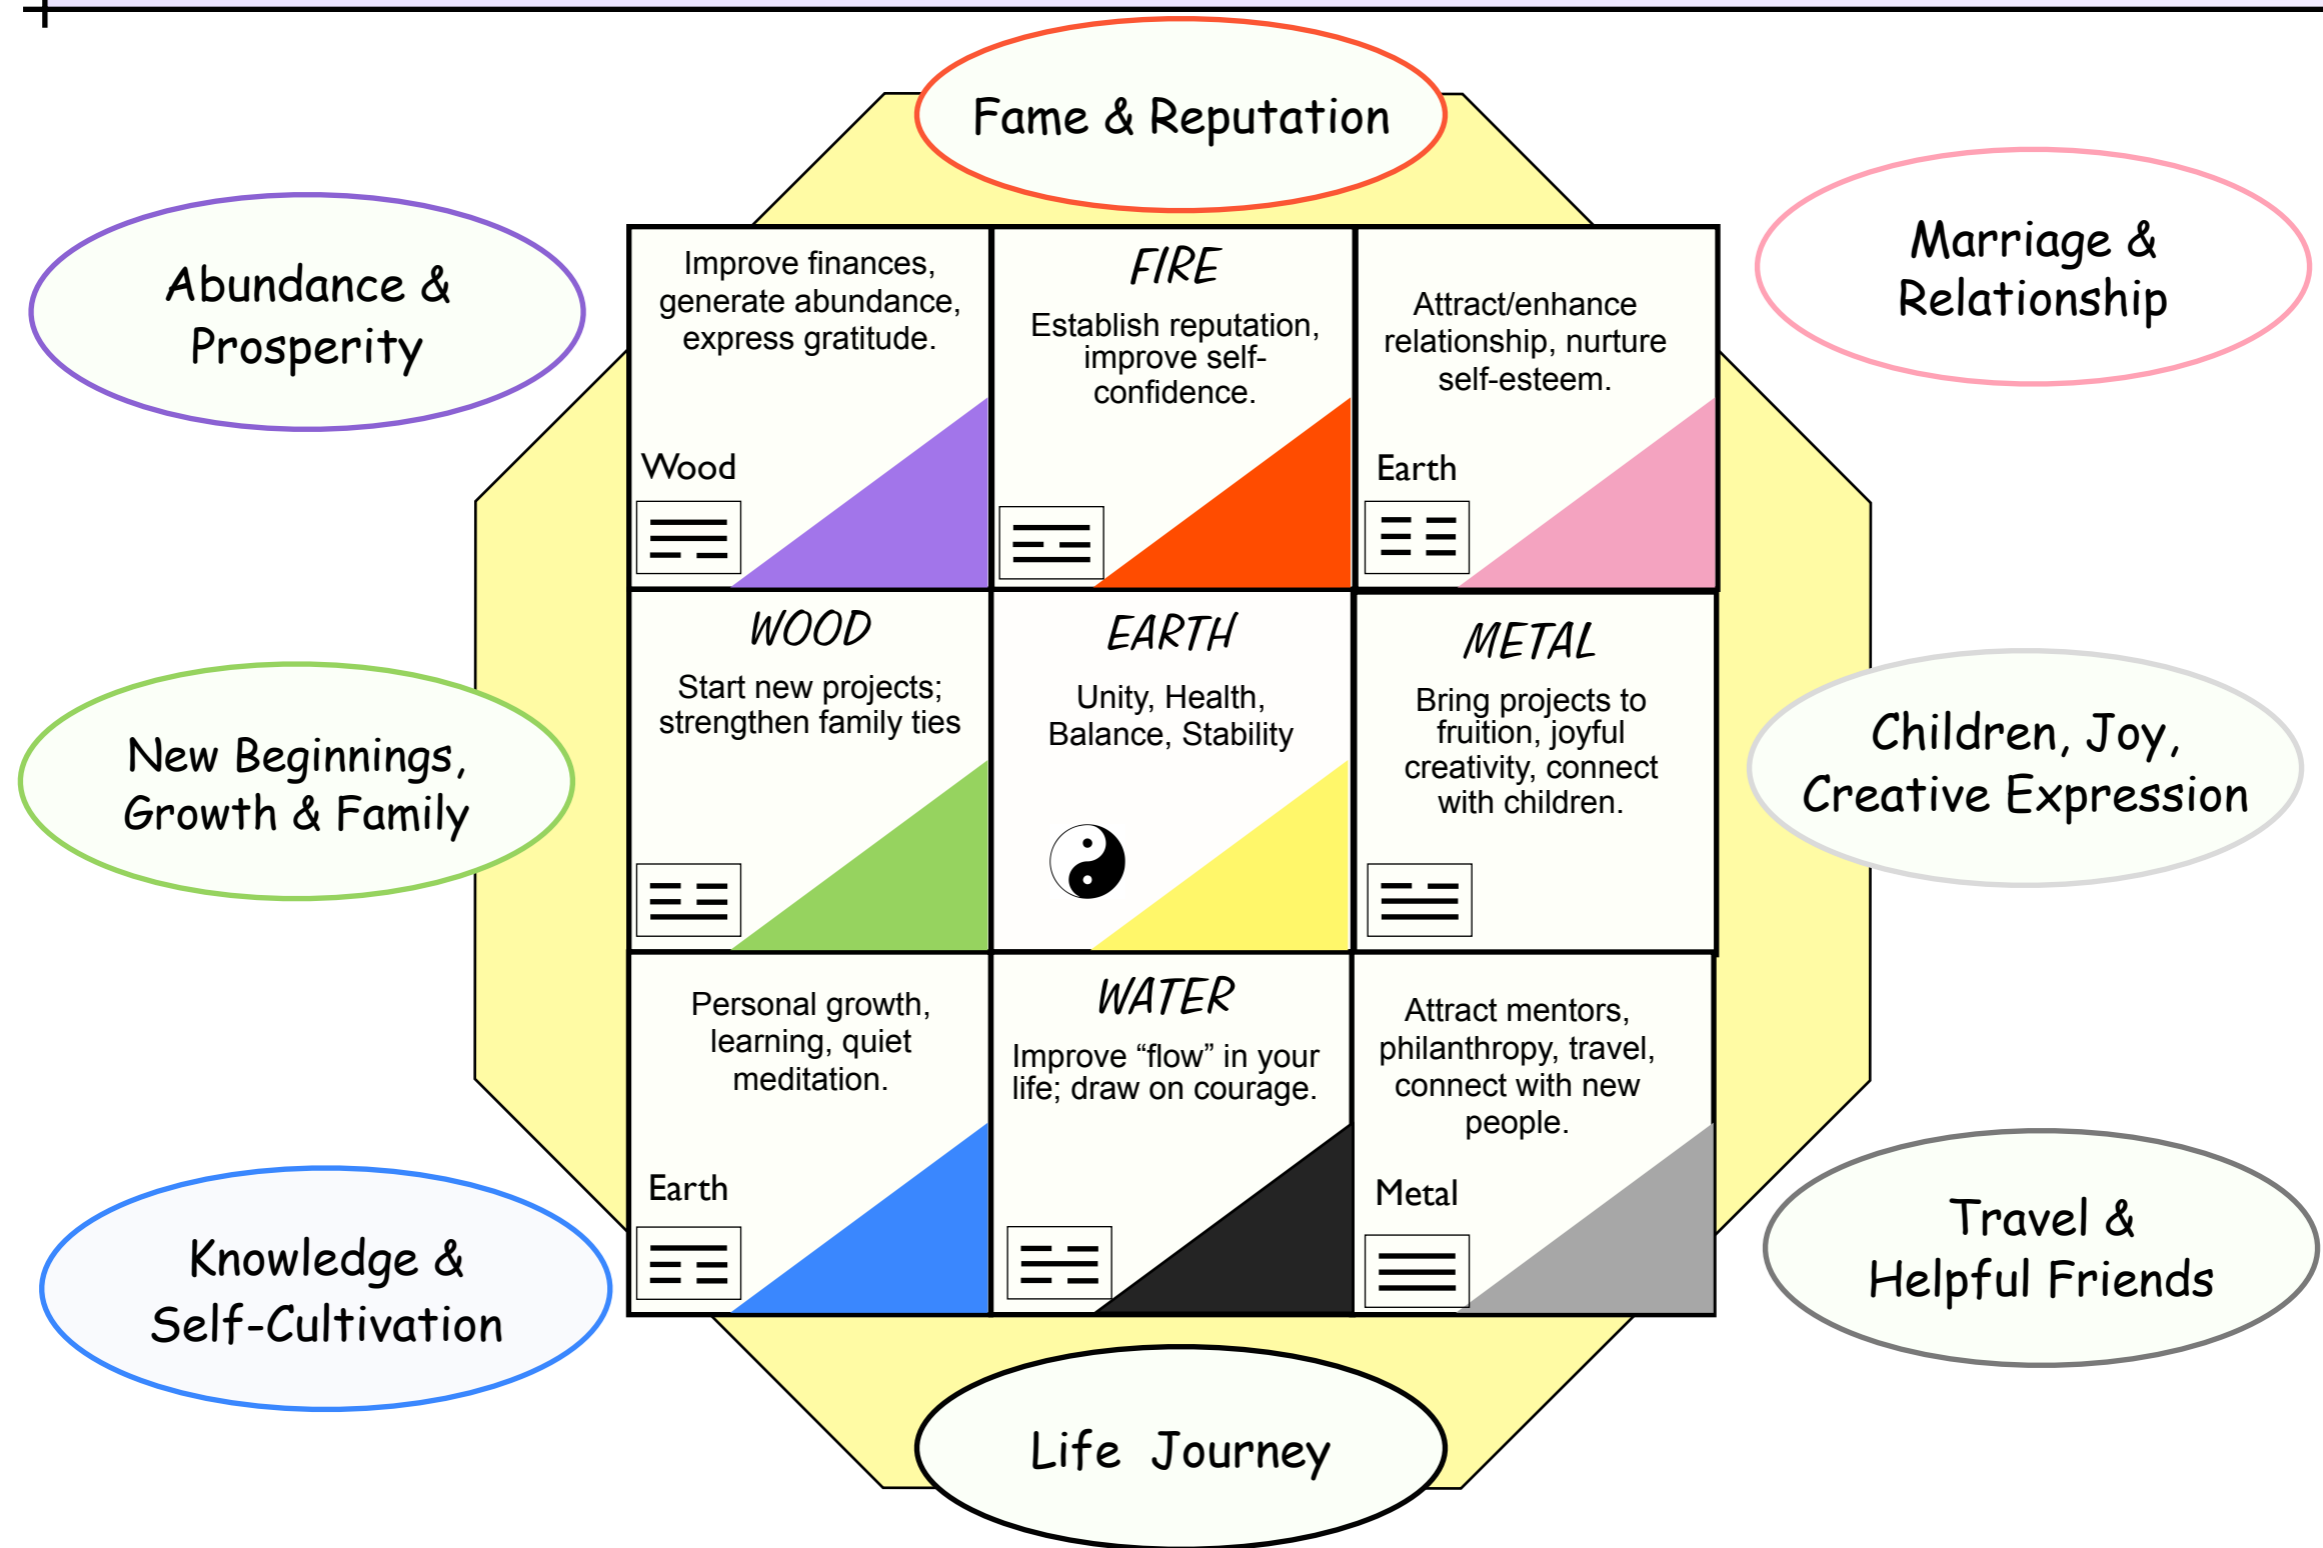 Fame & Reputation
Abundance &
Prosperity
Marriage &
Relationship
Improve finances,
generate abundance,
express gratitude.
Wood
FIRE
Establish reputation,
improve self-
confidence.
Attract/enhance
relationship, nurture
self-esteem.
Earth
New Beginnings,
Growth & Family
WOOD
Start new projects;
strengthen family ties
EARTH
Unity, Health,
Balance, Stability
METAL
Bring projects to
fruition, joyful
creativity, connect
with children.
Children, Joy,
Creative Expression
Knowledge &
Self-Cultivation
Personal growth,
learning, quiet
meditation.
Earth
WATER
Improve “flow” in your
life; draw on courage.
Attract mentors,
philanthropy, travel,
connect with new
people.
Metal
Travel &
Helpful Friends
Life Journey